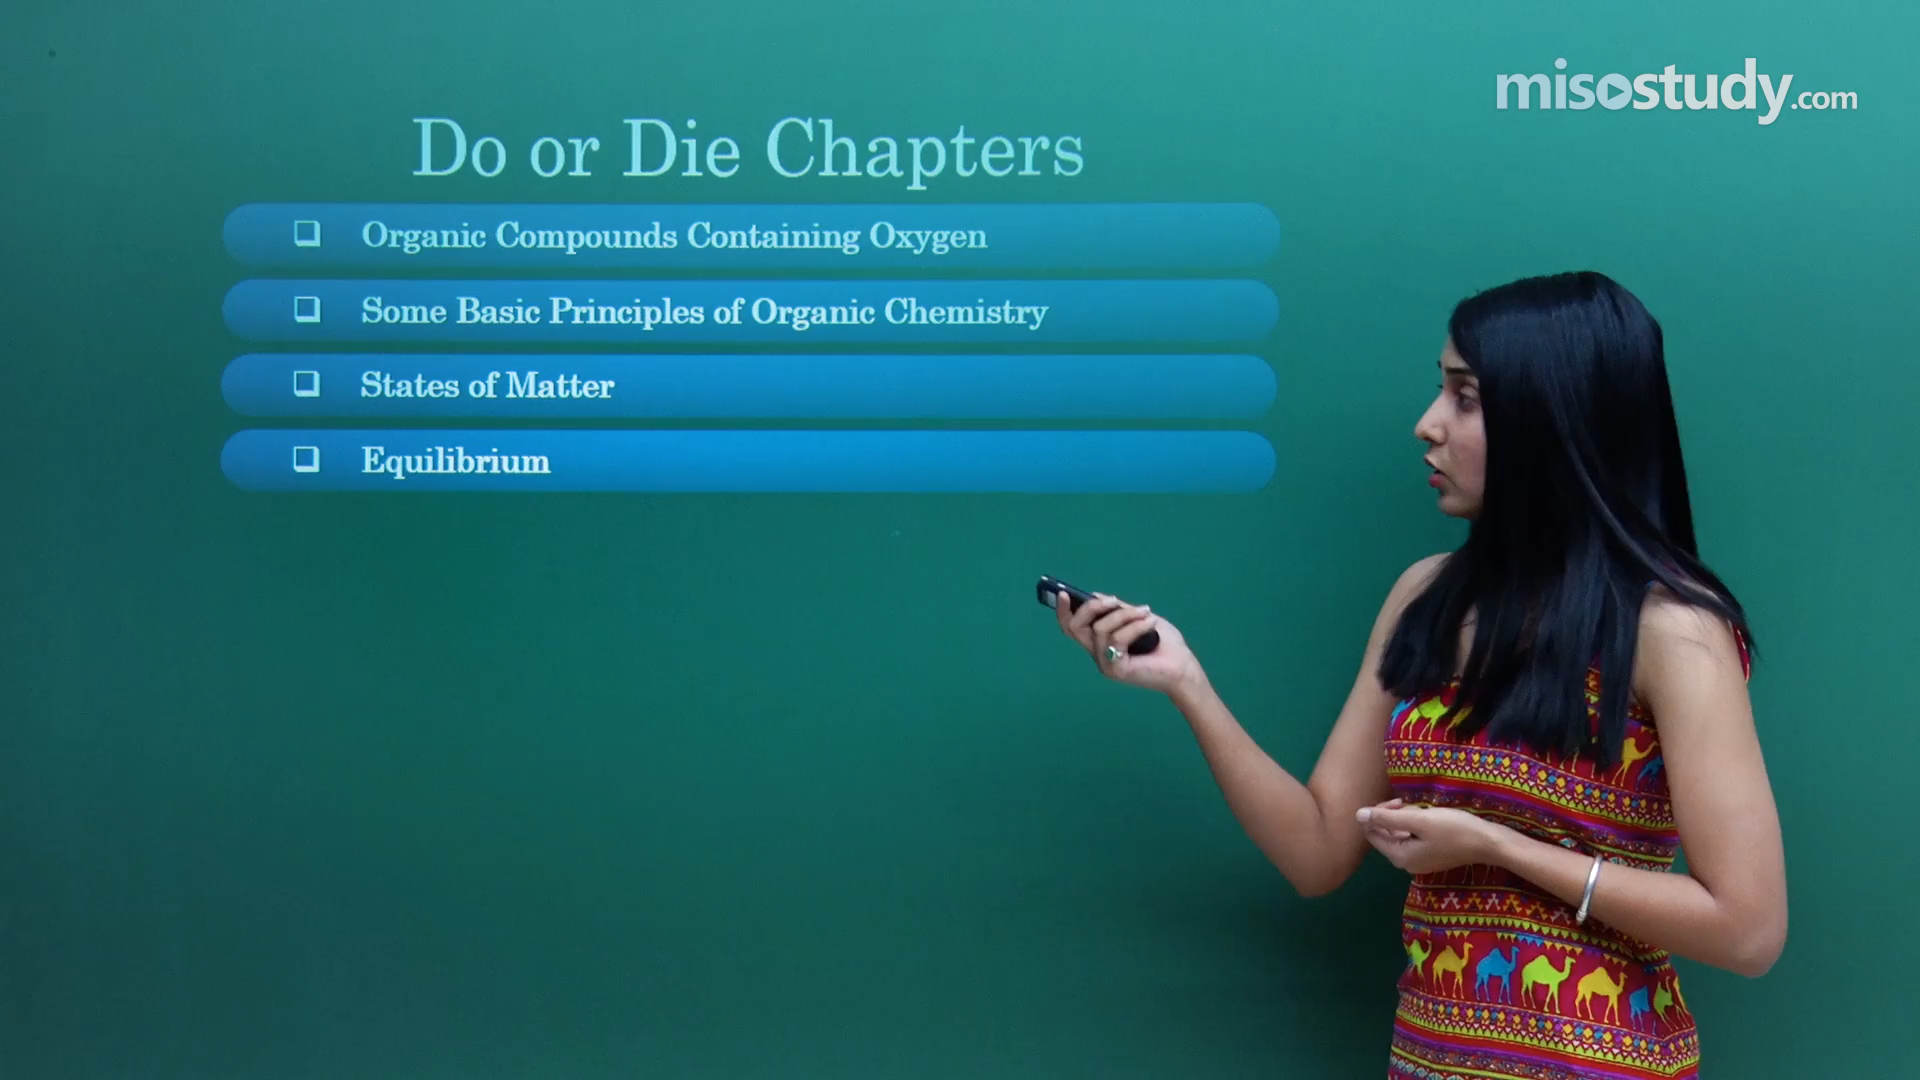 misostudy.com
Do or Die Chapters
❑ Organic Compounds Containing Oxygen
❑ Some Basic Principles of Organic Chemistry
❑ States of Matter
❑ Equilibrium